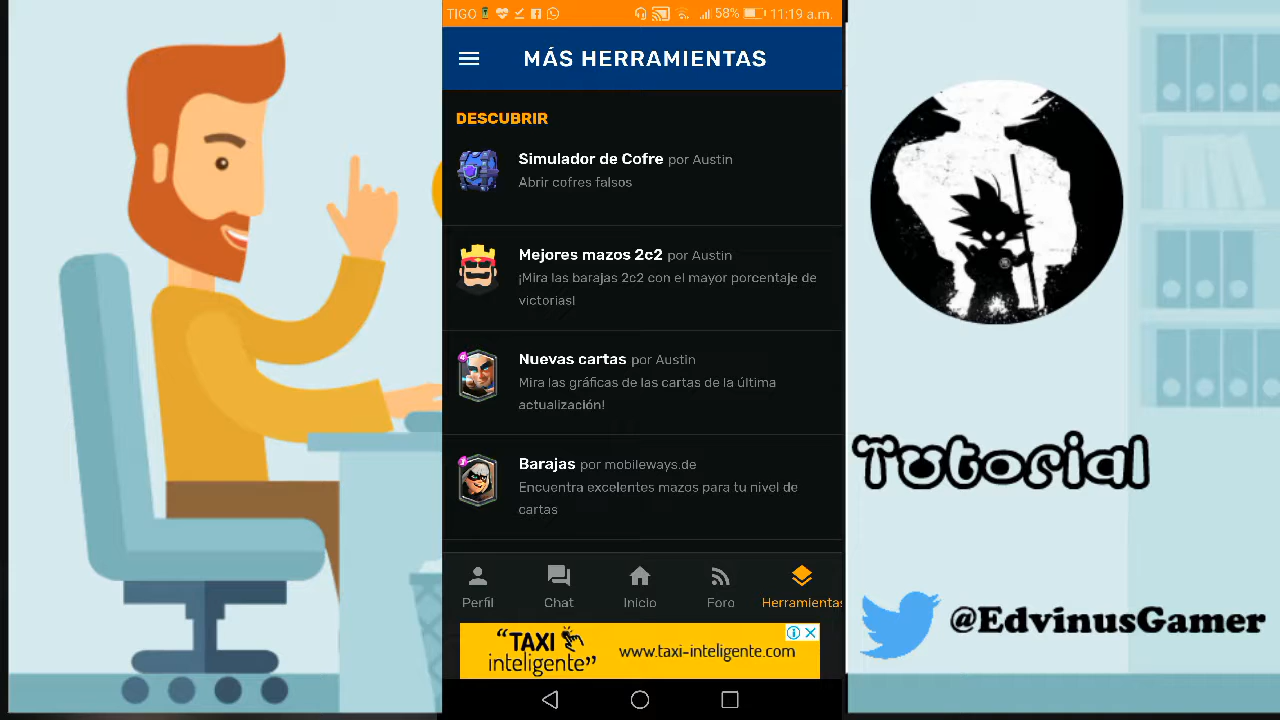 TIGO 58% 11:19 a.m.
MÁS HERRAMIENTAS
DESCUBRIR
Simulador de Cofre por Austin
Abrir cofres falsos
Mejores mazos 2c2 por Austin
¡Mira las barajas 2c2 con el mayor porcentaje de
victorias!
4
Nuevas cartas por Austin
Mira las gráficas de las cartas de la última
actualización!
3
Barajas por mobileways.de
Encuentra excelentes mazos para tu nivel de
cartas
Perfil Chat Inicio Foro Herramientas
“TAXI
inteligente”
www.taxi-inteligente.com
Tutorial
@EdvinusGamer